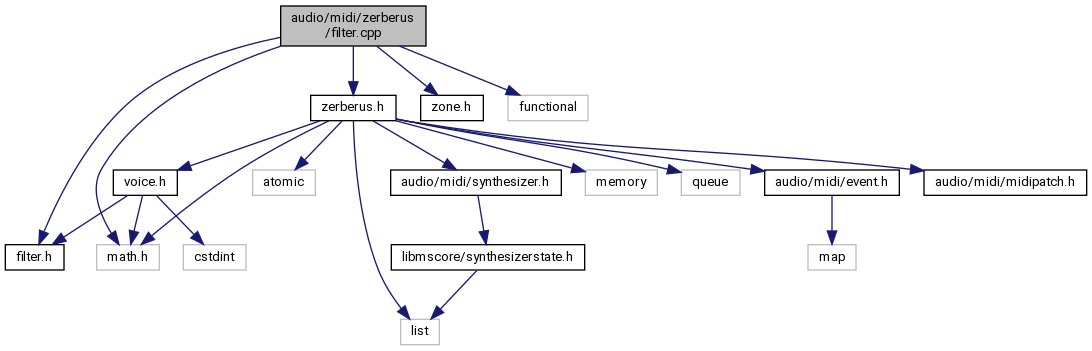 audio/midi/zerberus
/filter.cpp
zerberus.h
zone.h
functional
voice.h
atomic
audio/midi/synthesizer.h
memory
queue
audio/midi/event.h
audio/midi/midipatch.h
filter.h
math.h
cstdint
libmscore/synthesizerstate.h
map
list